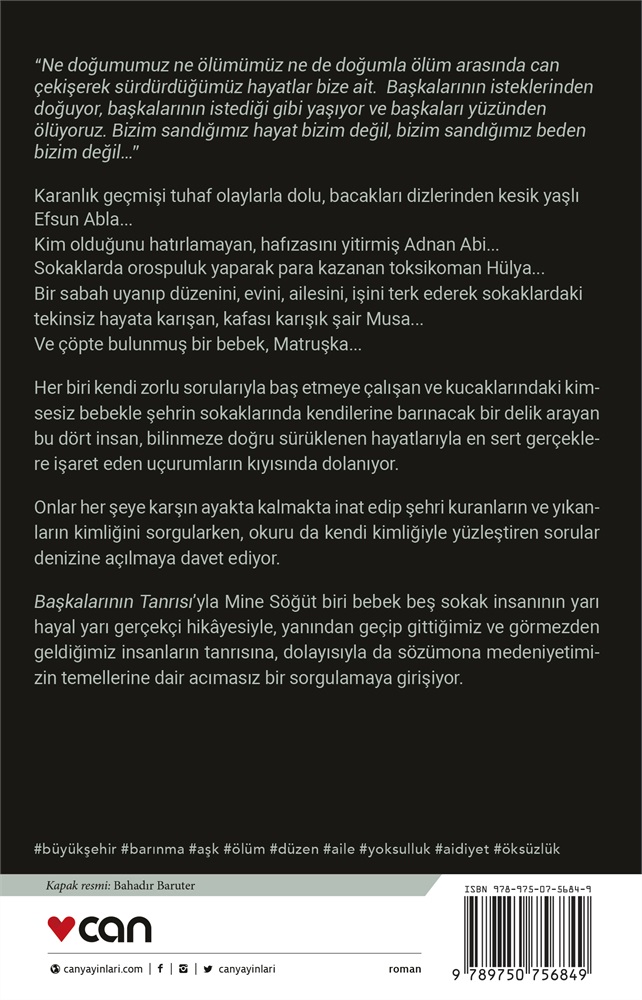 “Ne doğumumuz ne ölümümüz ne de doğumla ölüm arasında can
çekişerek sürdürdüğümüz hayatlar bize ait.  Başkalarının isteklerinden
doğuyor, başkalarının istediği gibi yaşıyor ve başkaları yüzünden
ölüyoruz. Bizim sandığımız hayat bizim değil, bizim sandığımız beden
bizim değil…”
Karanlık geçmişi tuhaf olaylarla dolu, bacakları dizlerinden kesik yaşlı
Efsun Abla...
Kim olduğunu hatırlamayan, hafızasını yitirmiş Adnan Abi...
Sokaklarda orospuluk yaparak para kazanan toksikoman Hülya...
Bir sabah uyanıp düzenini, evini, ailesini, işini terk ederek sokaklardaki
tekinsiz hayata karışan, kafası karışık şair Musa...
Ve çöpte bulunmuş bir bebek, Matruşka...
Her biri kendi zorlu sorularıyla baş etmeye çalışan ve kucaklarındaki kim-
sesiz bebekle şehrin sokaklarında kendilerine barınacak bir delik arayan
bu dört insan, bilinmeze doğru sürüklenen hayatlarıyla en sert gerçekle-
re işaret eden uçurumların kıyısında dolanıyor.
Onlar her şeye karşın ayakta kalmakta inat edip şehri kuranların ve yıkan-
ların kimliğini sorgularken, okuru da kendi kimliğiyle yüzleştiren sorular
denizine açılmaya davet ediyor.
Başkalarının Tanrısı’yla Mine Söğüt biri bebek beş sokak insanının yarı
hayal yarı gerçekçi hikâyesiyle, yanından geçip gittiğimiz ve görmezden
geldiğimiz insanların tanrısına, dolayısıyla da sözümona medeniyetimi-
zin temellerine dair acımasız bir sorgulamaya girişiyor.
#büyükşehir #barınma #aşk #ölüm #düzen #aile #yoksulluk #aidiyet #öksüzlük
Kapak resmi: Bahadır Baruter
ISBN 978-975-07-5684-9
can
canyayinlari.com | f | | canyayinlari
roman
9 789750 756849